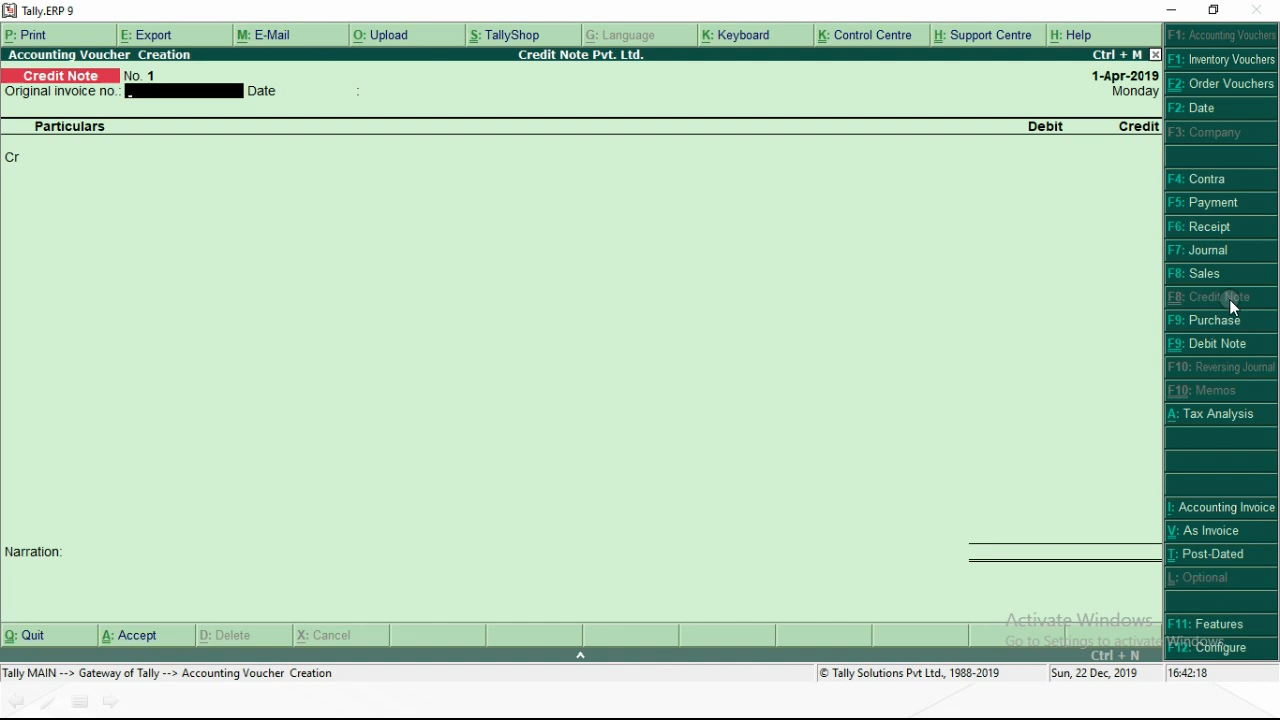 Tally.ERP 9
P: Print E: Export M: E-Mail O: Upload S: TallyShop G: Language K: Keyboard K: Control Centre H: Support Centre H: Help
Accounting Voucher Creation Credit Note Pvt. Ltd. Ctrl + M
Credit Note No. 1 1-Apr-2019
Original invoice no.: Date : Monday
Particulars Debit Credit
Cr
Narration:
F1: Accounting Vouchers
F1: Inventory Vouchers
F2: Order Vouchers
F2: Date
F3: Company
F4: Contra
F5: Payment
F6: Receipt
F7: Journal
F8: Sales
F8: Credit Note
F9: Purchase
F9: Debit Note
F10: Reversing Journal
F10: Memos
A: Tax Analysis
I: Accounting Invoice
V: As Invoice
T: Post-Dated
L: Optional
F11: Features
F12: Configure
Activate Windows
Go to Settings to activate Windows.
Q: Quit A: Accept D: Delete X: Cancel
Ctrl + N
Tally MAIN --> Gateway of Tally --> Accounting Voucher Creation © Tally Solutions Pvt Ltd., 1988-2019 Sun, 22 Dec, 2019 16:42:18